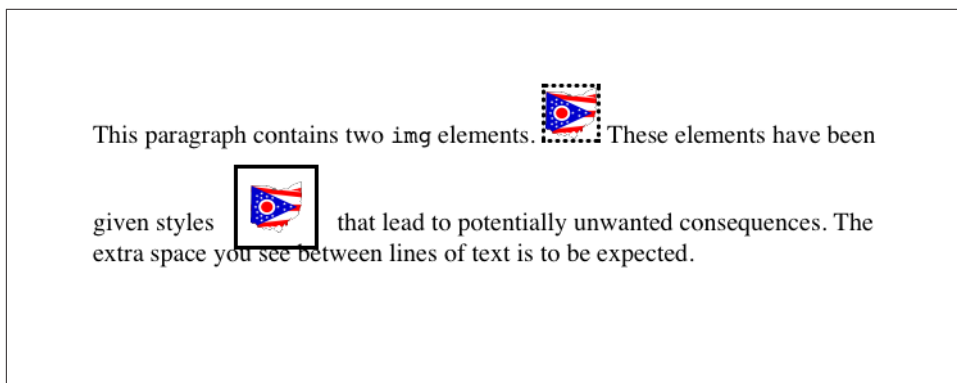 This paragraph contains two img elements. These elements have been
given styles that lead to potentially unwanted consequences. The
extra space you see between lines of text is to be expected.